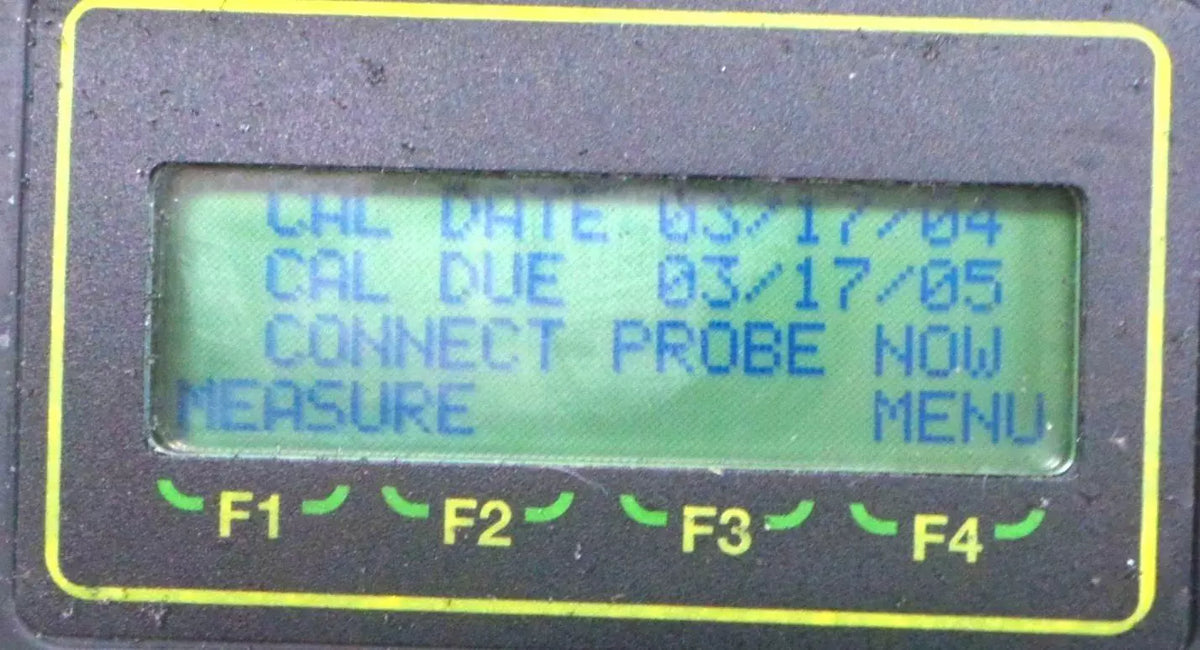 CAL DATE 03/17/04
CAL DUE 03/17/05
CONNECT PROBE NOW
MEASURE MENU
F1 F2 F3 F4